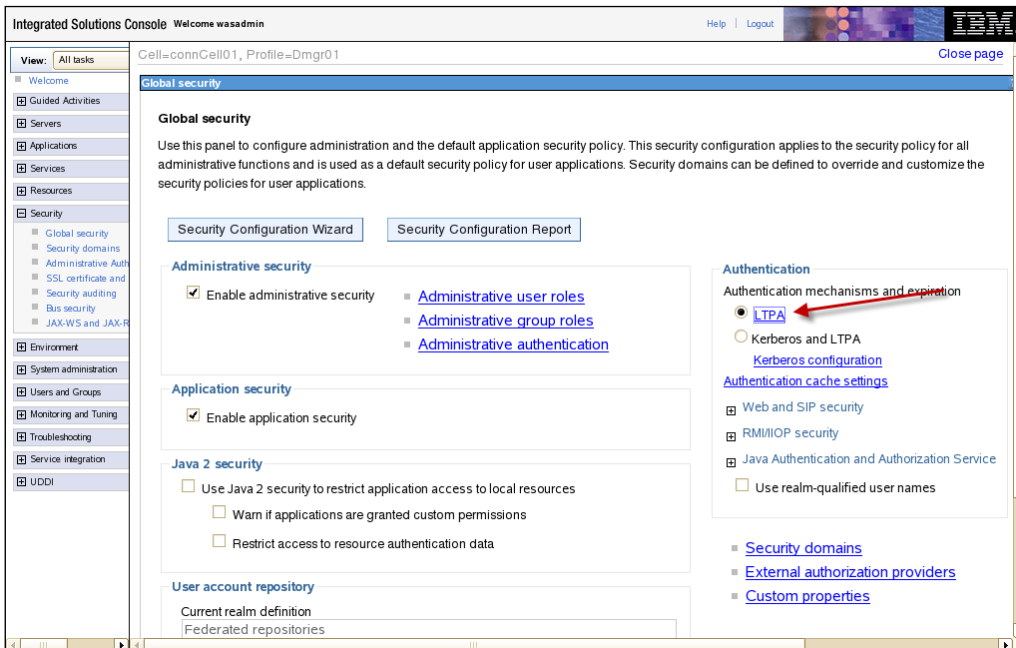 Integrated Solutions Console Welcome wasadmin
Help | Logout
IBM
View: All tasks
Cell=connCell01, Profile=Dmgr01
Close page
Welcome
Guided Activities
Servers
Applications
Services
Resources
Security
Global security
Security domains
Administrative Auth
SSL certificate and
Security auditing
Bus security
JAX-WS and JAX-R
Environment
System administration
Users and Groups
Monitoring and Tuning
Troubleshooting
Service integration
UDDI
Global security
Global security
Use this panel to configure administration and the default application security policy. This security configuration applies to the security policy for all
administrative functions and is used as a default security policy for user applications. Security domains can be defined to override and customize the
security policies for user applications.
Security Configuration Wizard
Security Configuration Report
Administrative security
Enable administrative security
Administrative user roles
Administrative group roles
Administrative authentication
Application security
Enable application security
Java 2 security
Use Java 2 security to restrict application access to local resources
Warn if applications are granted custom permissions
Restrict access to resource authentication data
User account repository
Current realm definition
Federated repositories
Authentication
Authentication mechanisms and expiration
LTPA
Kerberos and LTPA
Kerberos configuration
Authentication cache settings
Web and SIP security
RMI/IIOP security
Java Authentication and Authorization Service
Use realm-qualified user names
Security domains
External authorization providers
Custom properties